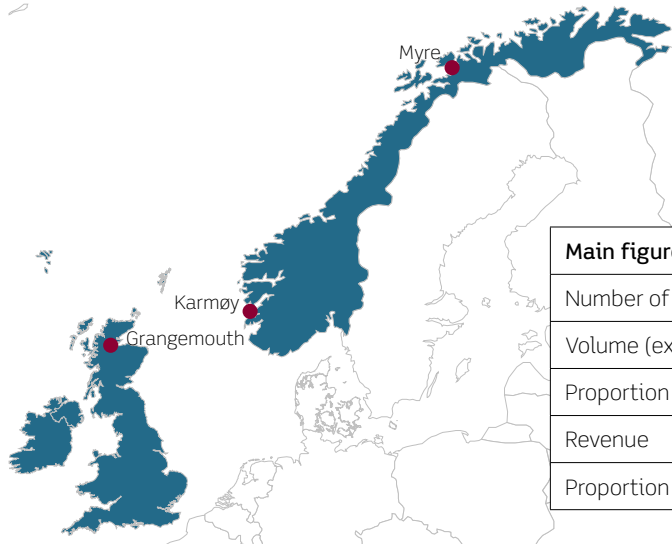 Myre
Karmøy
Grangemouth
Main figur
Number of
Volume (ex
Proportion
Revenue
Proportion